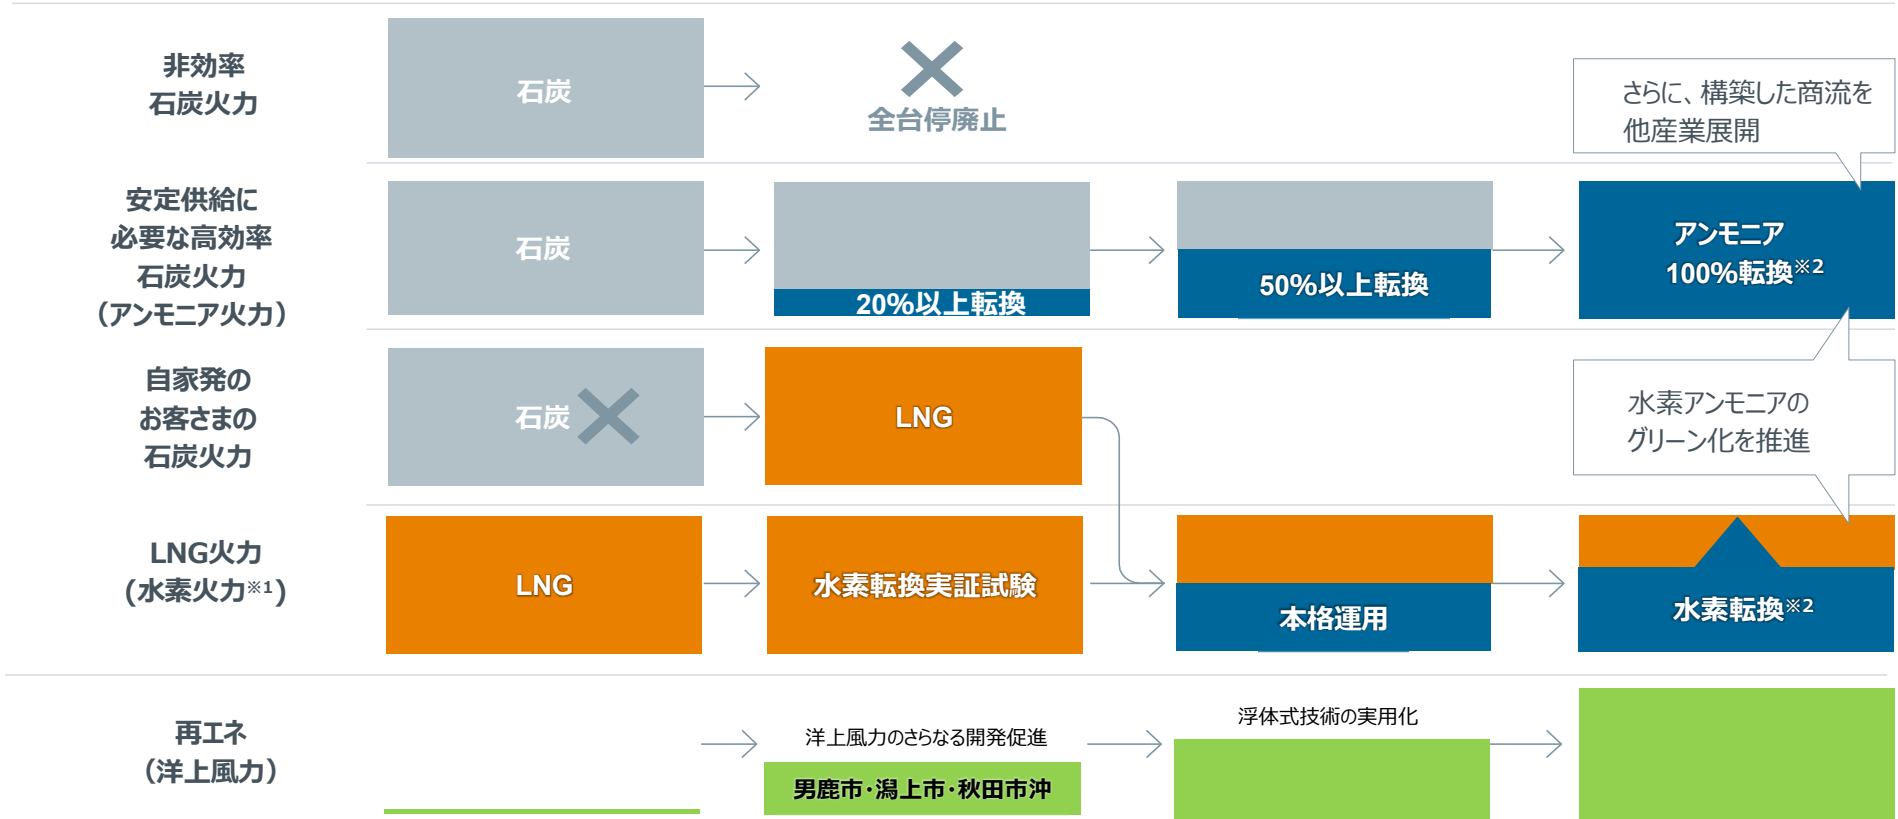 非効率
石炭火力
石炭
全台停廃止
さらに、構築した商流を
他産業展開
安定供給に
必要な高効率
石炭火力
（アンモニア火力）
石炭
20%以上転換
50%以上転換
アンモニア
100%転換※2
自家発の
お客さまの
石炭火力
石炭
LNG
水素アンモニアの
グリーン化を推進
LNG火力
(水素火力※1)
LNG
水素転換実証試験
本格運用
水素転換※2
再エネ
（洋上風力）
洋上風力のさらなる開発促進
男鹿市・潟上市・秋田市沖
浮体式技術の実用化